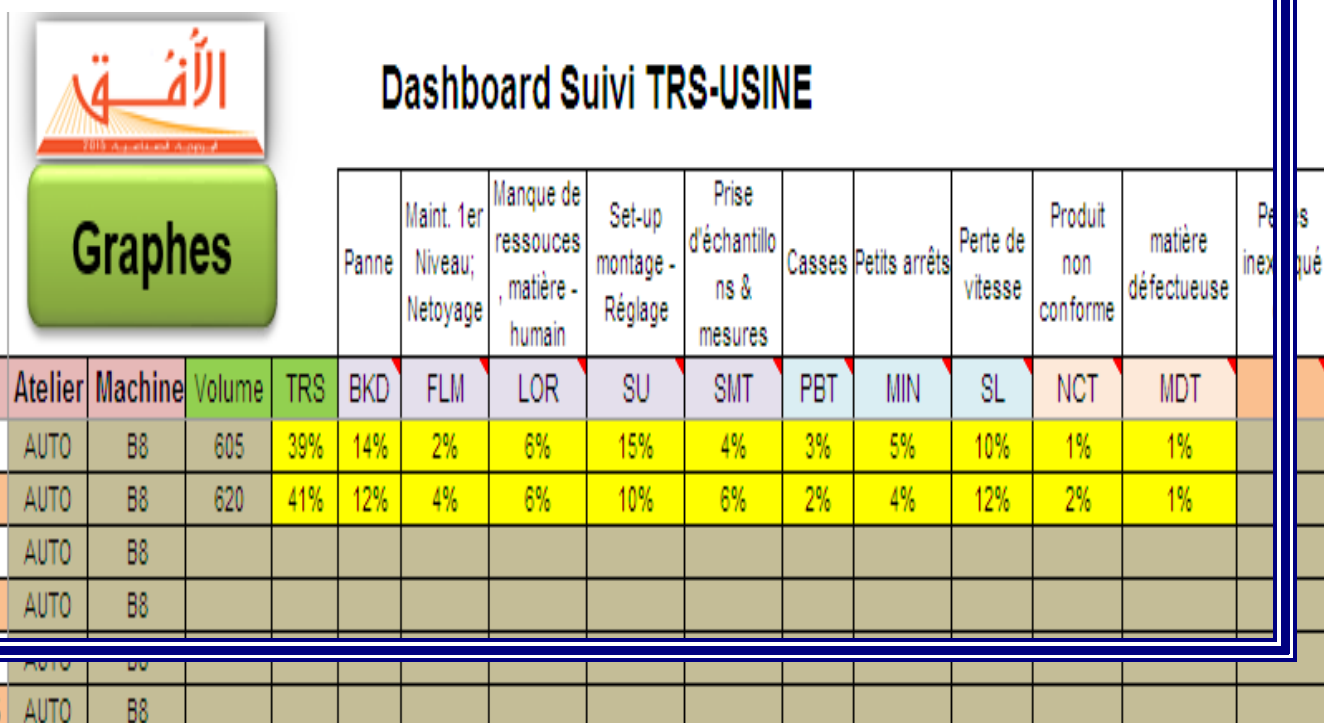 الأفق
Dashboard Suivi TRS-USINE
Graphes
Panne
Maint. 1er
Niveau;
Netoyage
Manque de
ressouces
, matière -
humain
Set-up
montage -
Réglage
Prise
d'échantillo
ns &
mesures
Casses
Petits arrêts
Perte de
vitesse
Produit
non
conforme
matière
défectueuse
Atelier Machine Volume TRS BKD FLM LOR SU SMT PBT MIN SL NCT MDT
AUTO B8 605 39% 14% 2% 6% 15% 4% 3% 5% 10% 1% 1%
AUTO B8 620 41% 12% 4% 6% 10% 6% 2% 4% 12% 2% 1%
AUTO B8
AUTO B8
AUTO B8